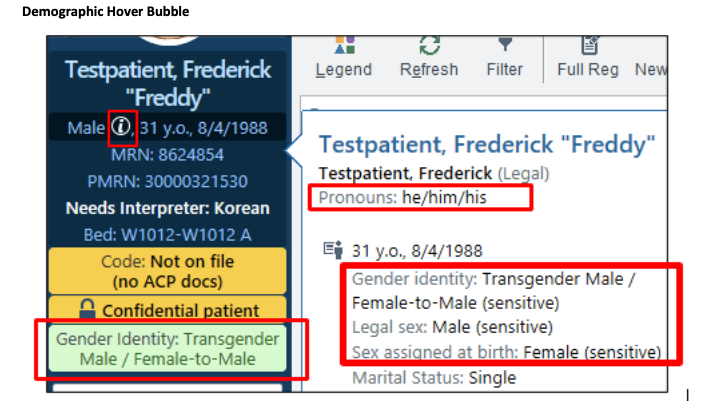 Demographic Hover Bubble
Testpatient, Frederick
"Freddy"
Male i, 31 y.o., 8/4/1988
MRN: 8624854
PMRN: 30000321530
Needs Interpreter: Korean
Bed: W1012-W1012 A
Code: Not on file
(no ACP docs)
Confidential patient
Gender Identity: Transgender
Male / Female-to-Male
Legend Refresh Filter Full Reg New
Testpatient, Frederick "Freddy"
Testpatient, Frederick (Legal)
Pronouns: he/him/his
31 y.o., 8/4/1988
Gender identity: Transgender Male /
Female-to-Male (sensitive)
Legal sex: Male (sensitive)
Sex assigned at birth: Female (sensitive)
Marital Status: Single